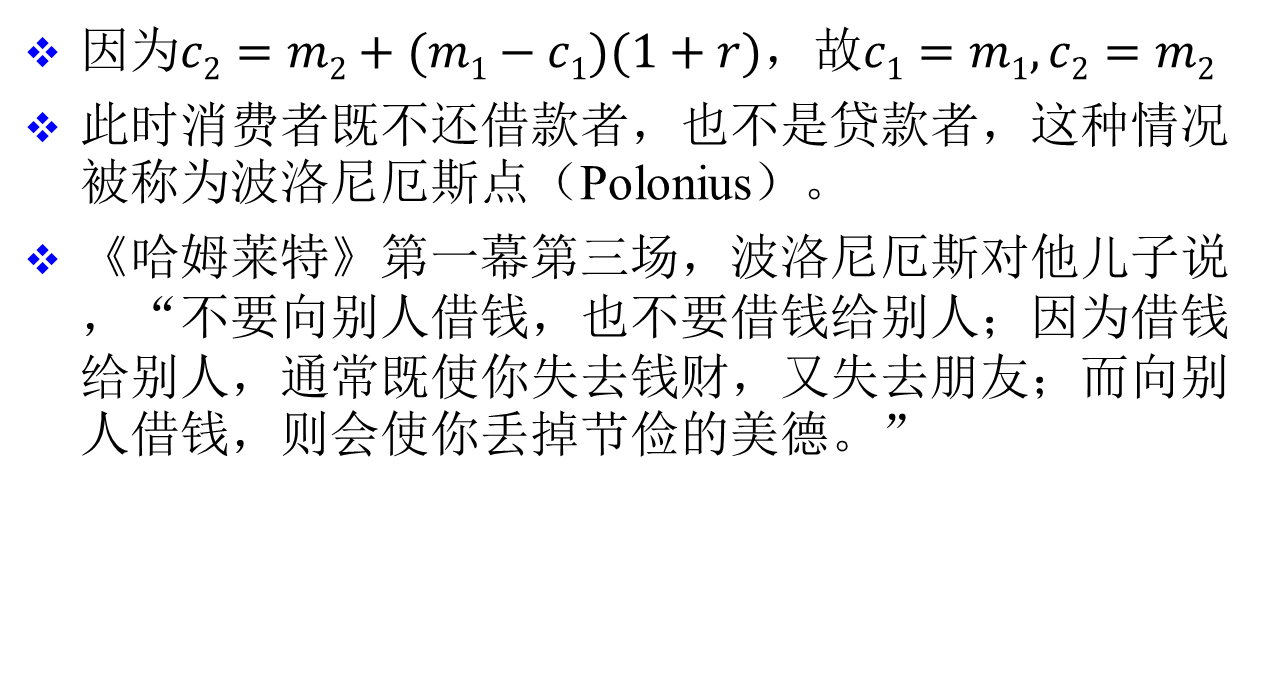 ❖ 因为c₂ = m₂ + (m₁ − c₁)(1 + r)，故c₁ = m₁, c₂ = m₂
❖ 此时消费者既不还借款者，也不是贷款者，这种情况
被称为波洛尼厄斯点（Polonius）。
❖ 《哈姆莱特》第一幕第三场，波洛尼厄斯对他儿子说
，“不要向别人借钱，也不要借钱给别人；因为借钱
给别人，通常既使你失去钱财，又失去朋友；而向别
人借钱，则会使你丢掉节俭的美德。”